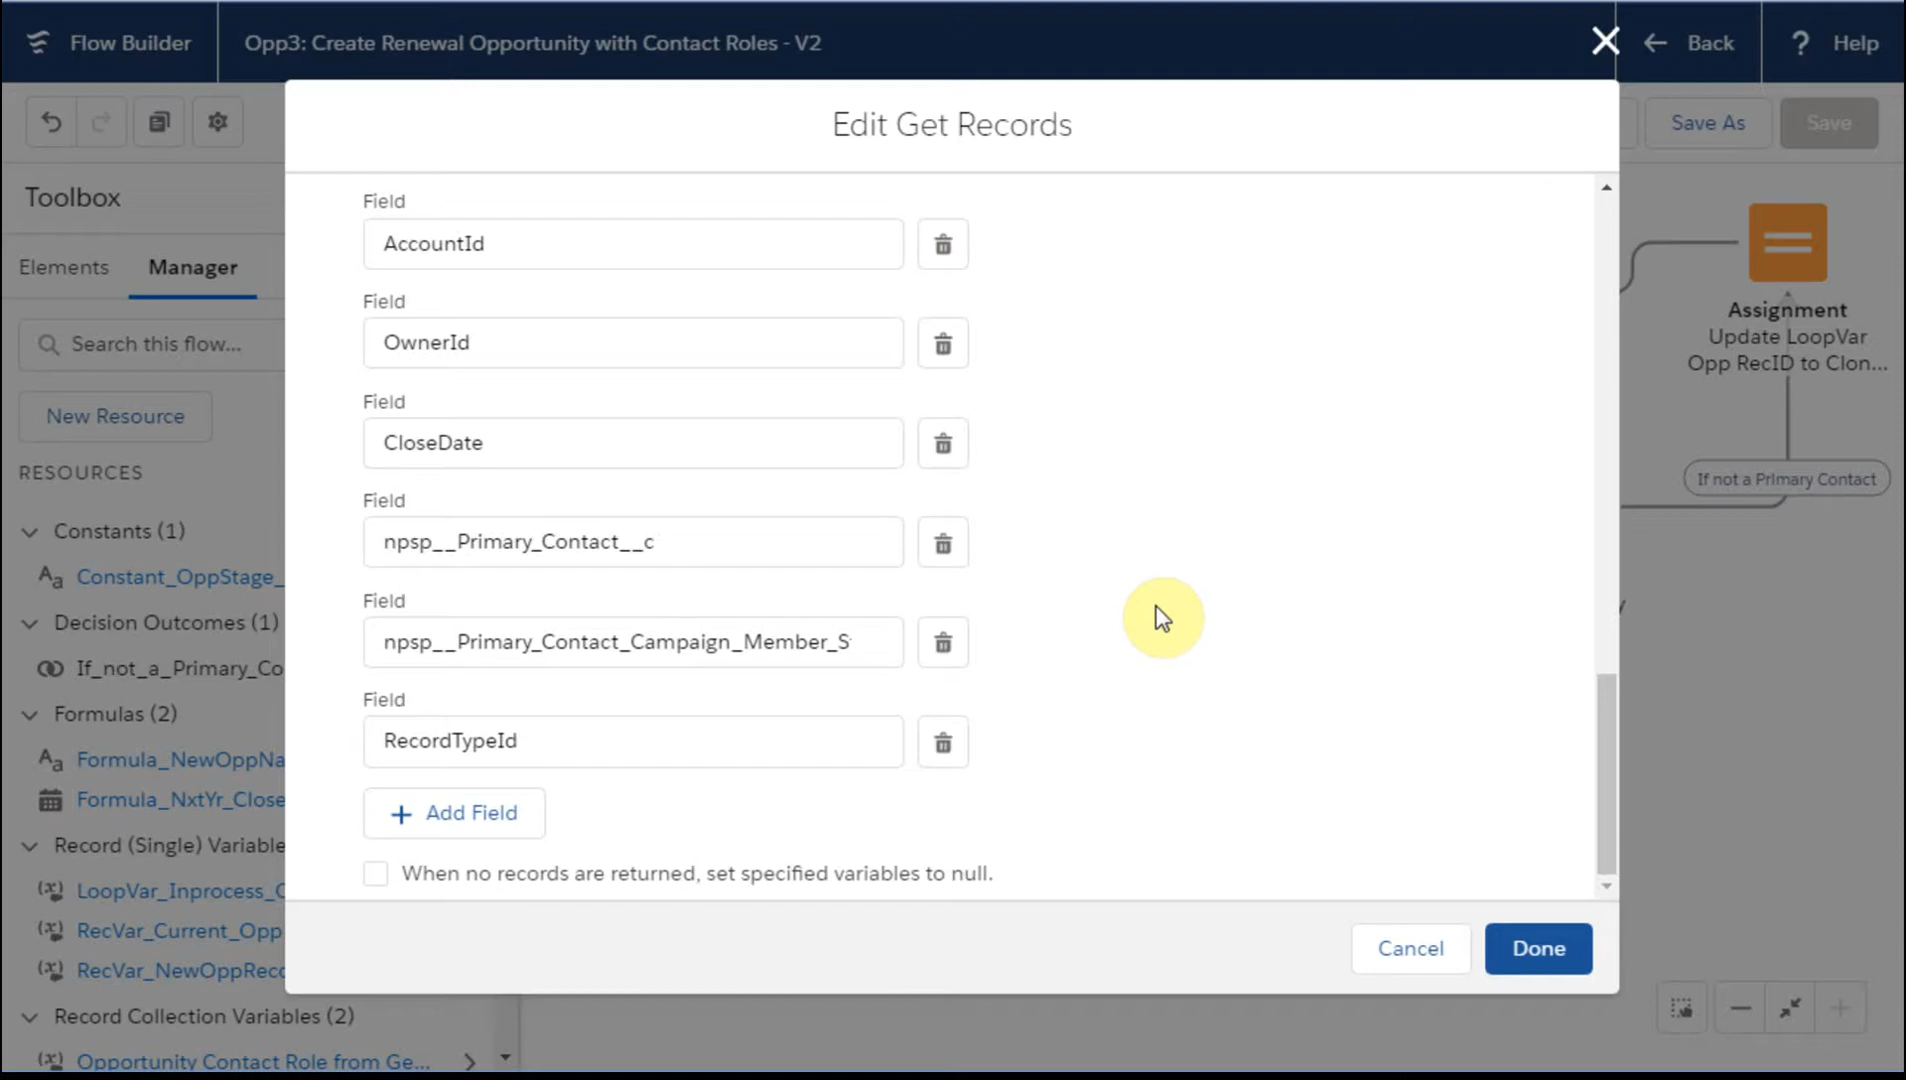 Flow Builder
Opp3: Create Renewal Opportunity with Contact Roles - V2
Back
? Help
Save As
Save
Toolbox
Elements
Manager
Search this flow...
New Resource
RESOURCES
Constants (1)
Aa Constant_OppStage_
Decision Outcomes (1)
If_not_a_Primary_Co
Formulas (2)
Aa Formula_NewOppNa
Formula_NxtYr_Close
Record (Single) Variable
(x) LoopVar_Inprocess_C
(x) RecVar_Current_Opp
(x) RecVar_NewOppReco
Record Collection Variables (2)
(x) Opportunity Contact Role from Ge...
Edit Get Records
Field
AccountId
Field
OwnerId
Field
CloseDate
Field
npsp__Primary_Contact__c
Field
npsp__Primary_Contact_Campaign_Member_S
Field
RecordTypeId
+ Add Field
When no records are returned, set specified variables to null.
Cancel
Done
Assignment
Update LoopVar
Opp RecID to Clon...
If not a Primary Contact